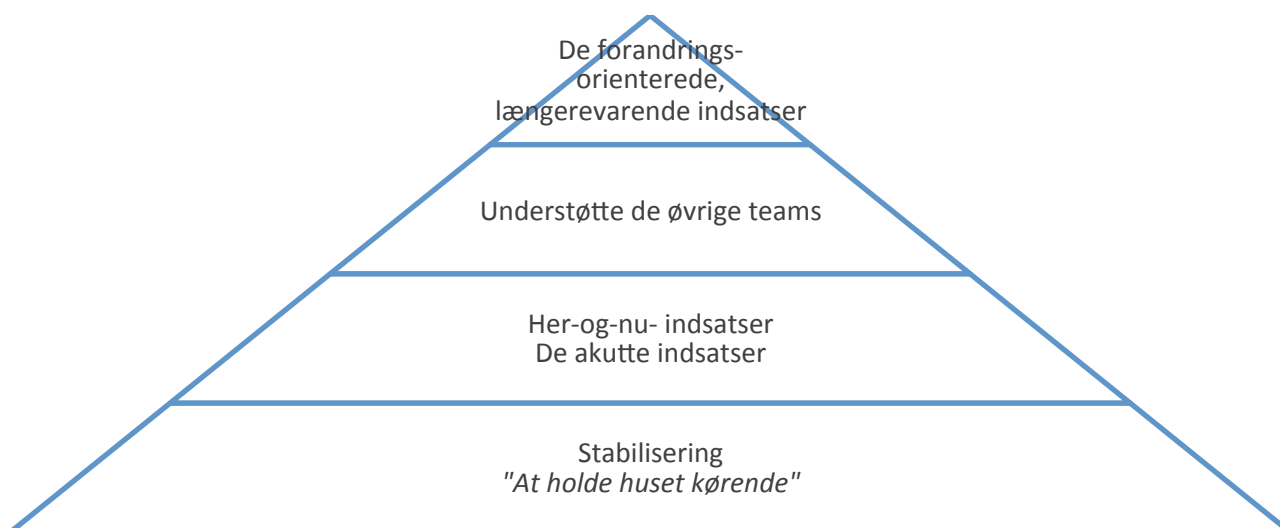 De forandrings-
orienterede,
længerevarende indsatser
Understøtte de øvrige teams
Her-og-nu- indsatser
De akutte indsatser
Stabilisering
"At holde huset kørende"